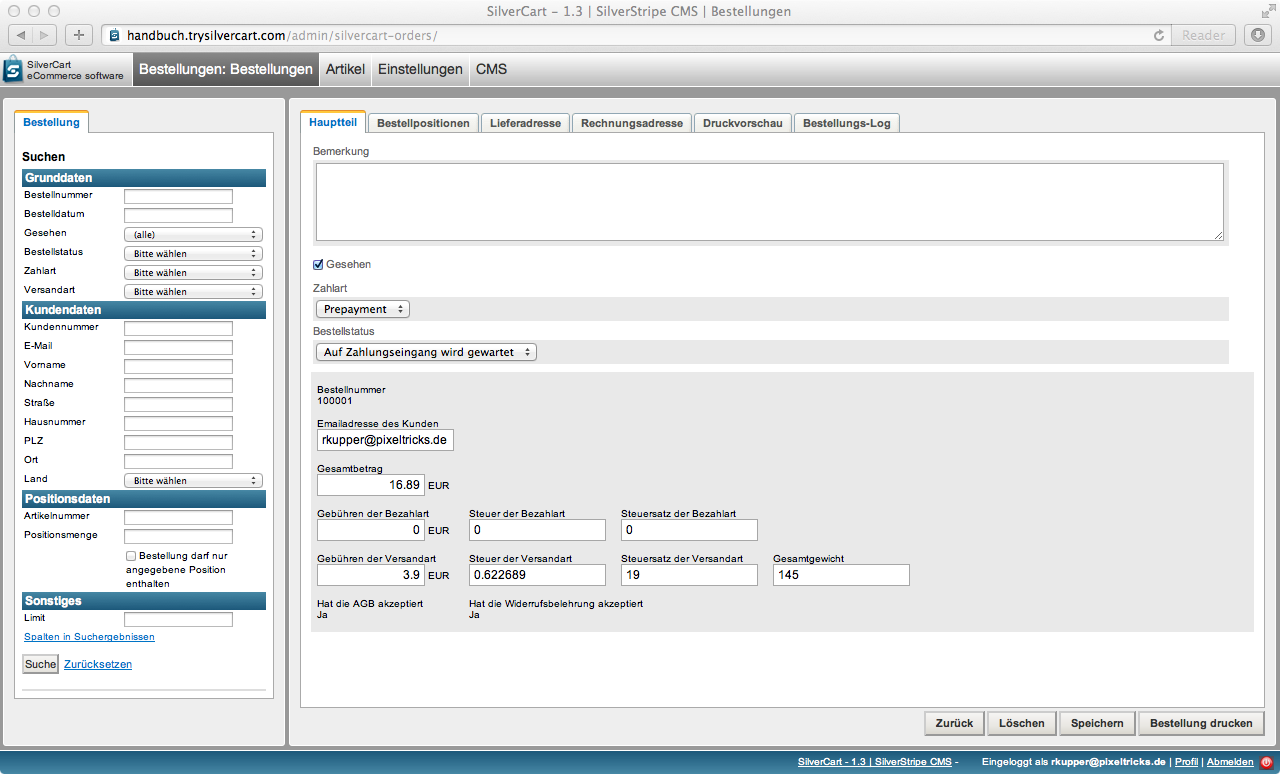 SilverCart - 1.3 | SilverStripe CMS | Bestellungen
handbuch.trysilvercart.com/admin/silvercart-orders/
Reader
SilverCart
eCommerce software
Bestellungen: Bestellungen
Artikel
Einstellungen
CMS
Bestellung
Suchen
Grunddaten
Bestellnummer
Bestelldatum
Gesehen (alle)
Bestellstatus Bitte wählen
Zahlart Bitte wählen
Versandart Bitte wählen
Kundendaten
Kundennummer
E-Mail
Vorname
Nachname
Straße
Hausnummer
PLZ
Ort
Land Bitte wählen
Positionsdaten
Artikelnummer
Positionsmenge
Bestellung darf nur
angegebene Position
enthalten
Sonstiges
Limit
Spalten in Suchergebnissen
Suche Zurücksetzen
Hauptteil Bestellpositionen Lieferadresse Rechnungsadresse Druckvorschau Bestellungs-Log
Bemerkung
Gesehen
Zahlart
Prepayment
Bestellstatus
Auf Zahlungseingang wird gewartet
Bestellnummer
100001
Emailadresse des Kunden
rkupper@pixeltricks.de
Gesamtbetrag
16.89 EUR
Gebühren der Bezahlart Steuer der Bezahlart Steuersatz der Bezahlart
0 EUR 0 0
Gebühren der Versandart Steuer der Versandart Steuersatz der Versandart Gesamtgewicht
3.9 EUR 0.622689 19 145
Hat die AGB akzeptiert Hat die Widerrufsbelehrung akzeptiert
Ja Ja
Zurück Löschen Speichern Bestellung drucken
SilverCart - 1.3 | SilverStripe CMS - Eingeloggt als rkupper@pixeltricks.de | Profil | Abmelden